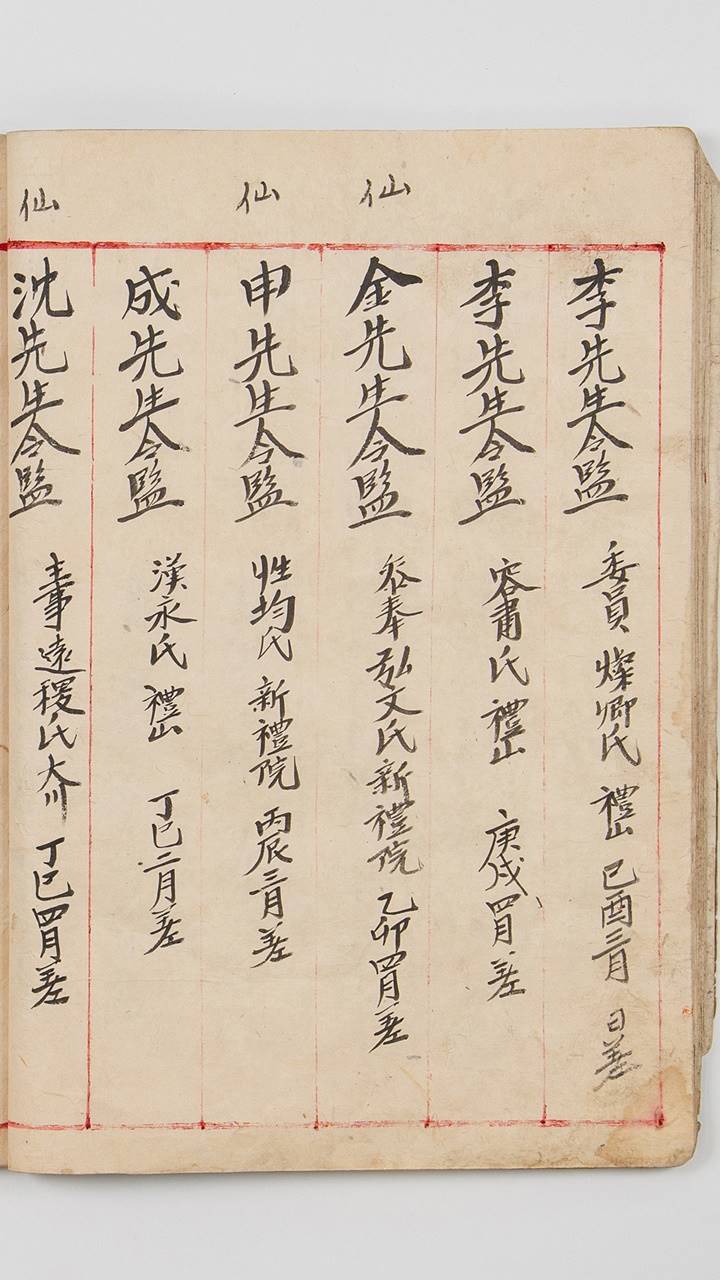 李先生令監 委員 燦卿氏 禮山 己酉三月 日差
李先生令監 容肅氏 禮山 庚戌四月 差
仙
金先生令監 參奉 弘文氏 新禮院 乙卯四月 差
仙
申先生令監 性均氏 新禮院 丙辰三月 差
成先生令監 漢永氏 禮山 丁巳二月 差
仙
沈先生令監 主事 遠稷氏 大川 丁巳四月 差